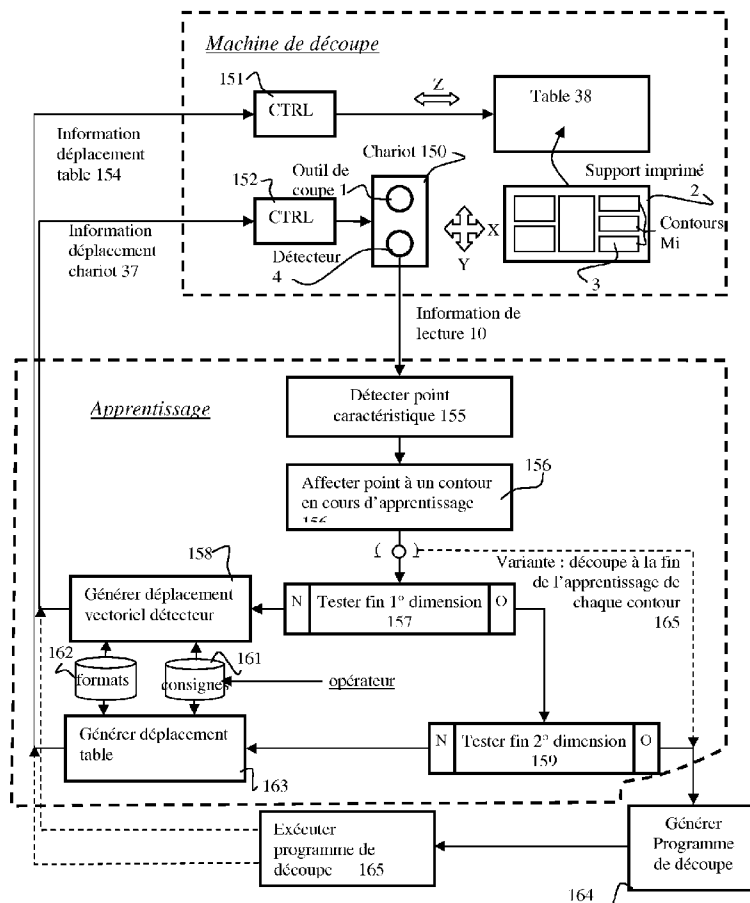 Machine de découpe
151
CTRL
Z
Table 38
Information
déplacement
table 154
Outil de
coupe 1
Chariot 150
Support imprimé
2
152
CTRL
X
Y
Contours
Mi
Information
déplacement
chariot 37
Détecteur
4
3
Information de
lecture 10
Apprentissage
Détecter point
caractéristique 155
Affecter point à un contour
en cours d'apprentissage
156
156
( )
Variante : découpe à la fin
de l'apprentissage de
chaque contour
165
158
Générer déplacement
vectoriel détecteur
N
Tester fin 1° dimension
157
O
162
161
formats
consignes
opérateur
Générer déplacement
table
163
N
Tester fin 2° dimension
159
O
Exécuter
programme de
découpe 165
Générer
Programme
de découpe
164